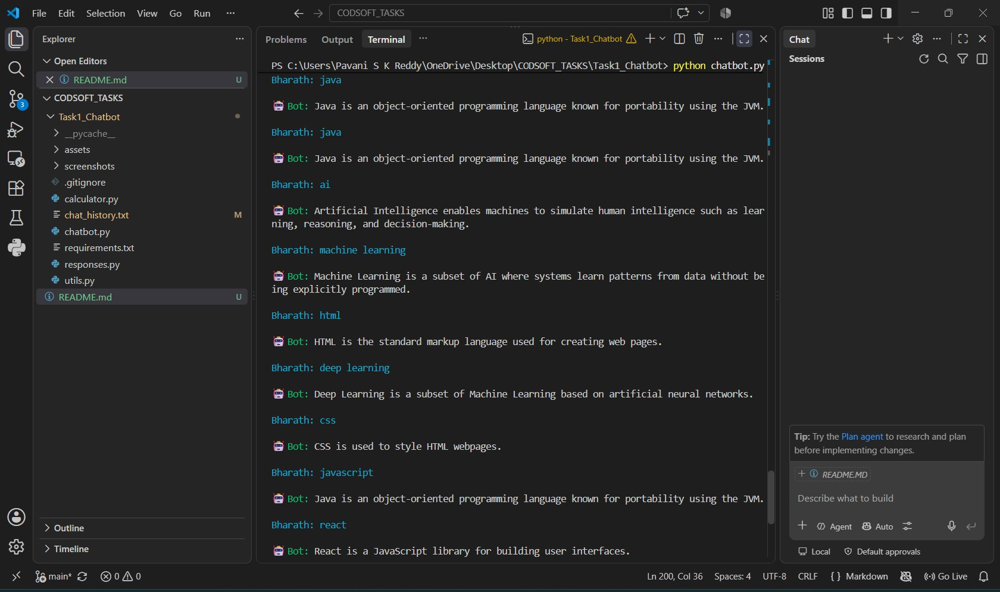 File Edit Selection View Go Run ···
CODSOFT_TASKS
Explorer
Open Editors
README.md U
CODSOFT_TASKS
Task1_Chatbot
__pycache__
assets
screenshots
.gitignore
calculator.py
chat_history.txt M
chatbot.py
requirements.txt
responses.py
utils.py
README.md U
3
Outline
Timeline
Problems Output Terminal ···
python - Task1_Chatbot
PS C:\Users\Pavani S K Reddy\OneDrive\Desktop\CODSOFT_TASKS\Task1_Chatbot> python chatbot.py
Bharath: java
Bot: Java is an object-oriented programming language known for portability using the JVM.
Bharath: java
Bot: Java is an object-oriented programming language known for portability using the JVM.
Bharath: ai
Bot: Artificial Intelligence enables machines to simulate human intelligence such as lear
ning, reasoning, and decision-making.
Bharath: machine learning
Bot: Machine Learning is a subset of AI where systems learn patterns from data without be
ing explicitly programmed.
Bharath: html
Bot: HTML is the standard markup language used for creating web pages.
Bharath: deep learning
Bot: Deep Learning is a subset of Machine Learning based on artificial neural networks.
Bharath: css
Bot: CSS is used to style HTML webpages.
Bharath: javascript
Bot: Java is an object-oriented programming language known for portability using the JVM.
Bharath: react
Bot: React is a JavaScript library for building user interfaces.
Chat
Sessions
Tip: Try the Plan agent to research and plan
before implementing changes.
README.MD
Describe what to build
Agent Auto
Local Default approvals
main* 0 0
Ln 200, Col 36 Spaces: 4 UTF-8 CRLF { } Markdown Go Live